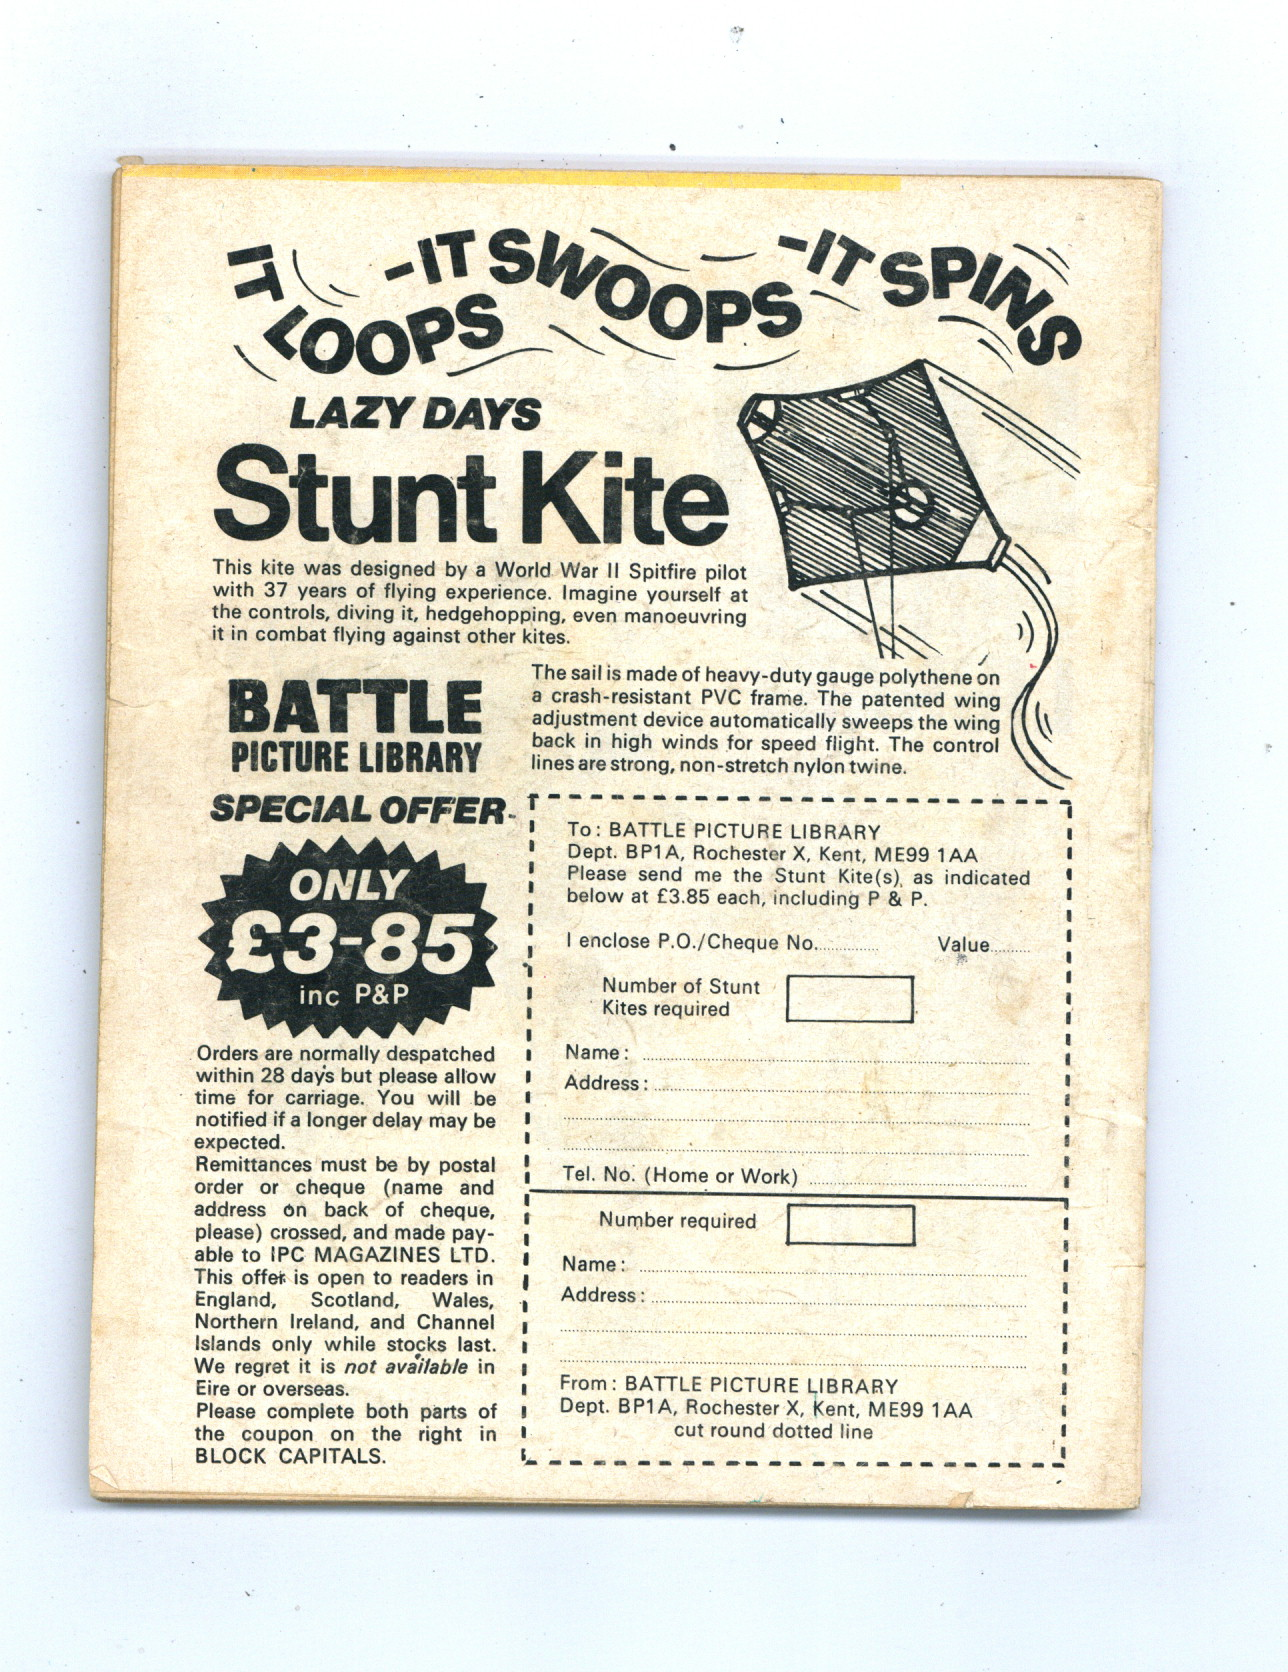 IT LOOPS -IT SWOOPS -IT SPINS
LAZY DAYS
Stunt Kite
This kite was designed by a World War II Spitfire pilot
with 37 years of flying experience. Imagine yourself at
the controls, diving it, hedgehopping, even manoeuvring
it in combat flying against other kites.
The sail is made of heavy-duty gauge polythene on
a crash-resistant PVC frame. The patented wing
adjustment device automatically sweeps the wing
back in high winds for speed flight. The control
lines are strong, non-stretch nylon twine.
BATTLE
PICTURE LIBRARY
SPECIAL OFFER
ONLY
£3-85
inc P&P
Orders are normally despatched
within 28 days but please allow
time for carriage. You will be
notified if a longer delay may be
expected.
Remittances must be by postal
order or cheque (name and
address on back of cheque,
please) crossed, and made pay-
able to IPC MAGAZINES LTD.
This offer is open to readers in
England, Scotland, Wales,
Northern Ireland, and Channel
Islands only while stocks last.
We regret it is not available in
Eire or overseas.
Please complete both parts of
the coupon on the right in
BLOCK CAPITALS.
To: BATTLE PICTURE LIBRARY
Dept. BP1A, Rochester X, Kent, ME99 1AA
Please send me the Stunt Kite(s), as indicated
below at £3.85 each, including P & P.
I enclose P.O./Cheque No.............. Value.........
Number of Stunt
Kites required
Name:
Address:
Tel. No. (Home or Work)
Number required
Name:
Address:
From: BATTLE PICTURE LIBRARY
Dept. BP1A, Rochester X, Kent, ME99 1AA
cut round dotted line